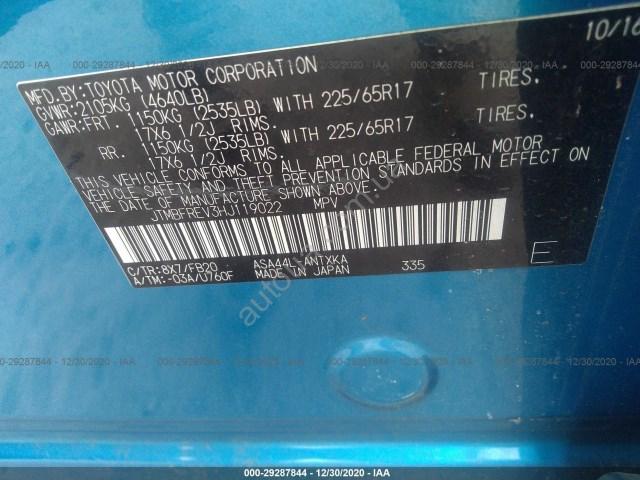 10/16
MFD.BY:TOYOTA MOTOR CORPORATION
GVWR:2105KG (4640LB)
GAWR:FRT. 1150KG (2535LB) WITH 225/65R17 TIRES.
17X6 1/2J RIMS.
RR. 1150KG (2535LB) WITH 225/65R17 TIRES.
17X6 1/2J RIMS.
THIS VEHICLE CONFORMS TO ALL APPLICABLE FEDERAL MOTOR
VEHICLE SAFETY AND THEFT PREVENTION STANDARDS IN EFFECT ON
THE DATE OF MANUFACTURE SHOWN ABOVE.
JTMBFREV3HJ119022 MPV
C/TR:8X7/FB20 ASA44L-ANTXKA 335
A/TM:-03A/U760F MADE IN JAPAN
E
000-29287844 - 12/30/2020 - IAA